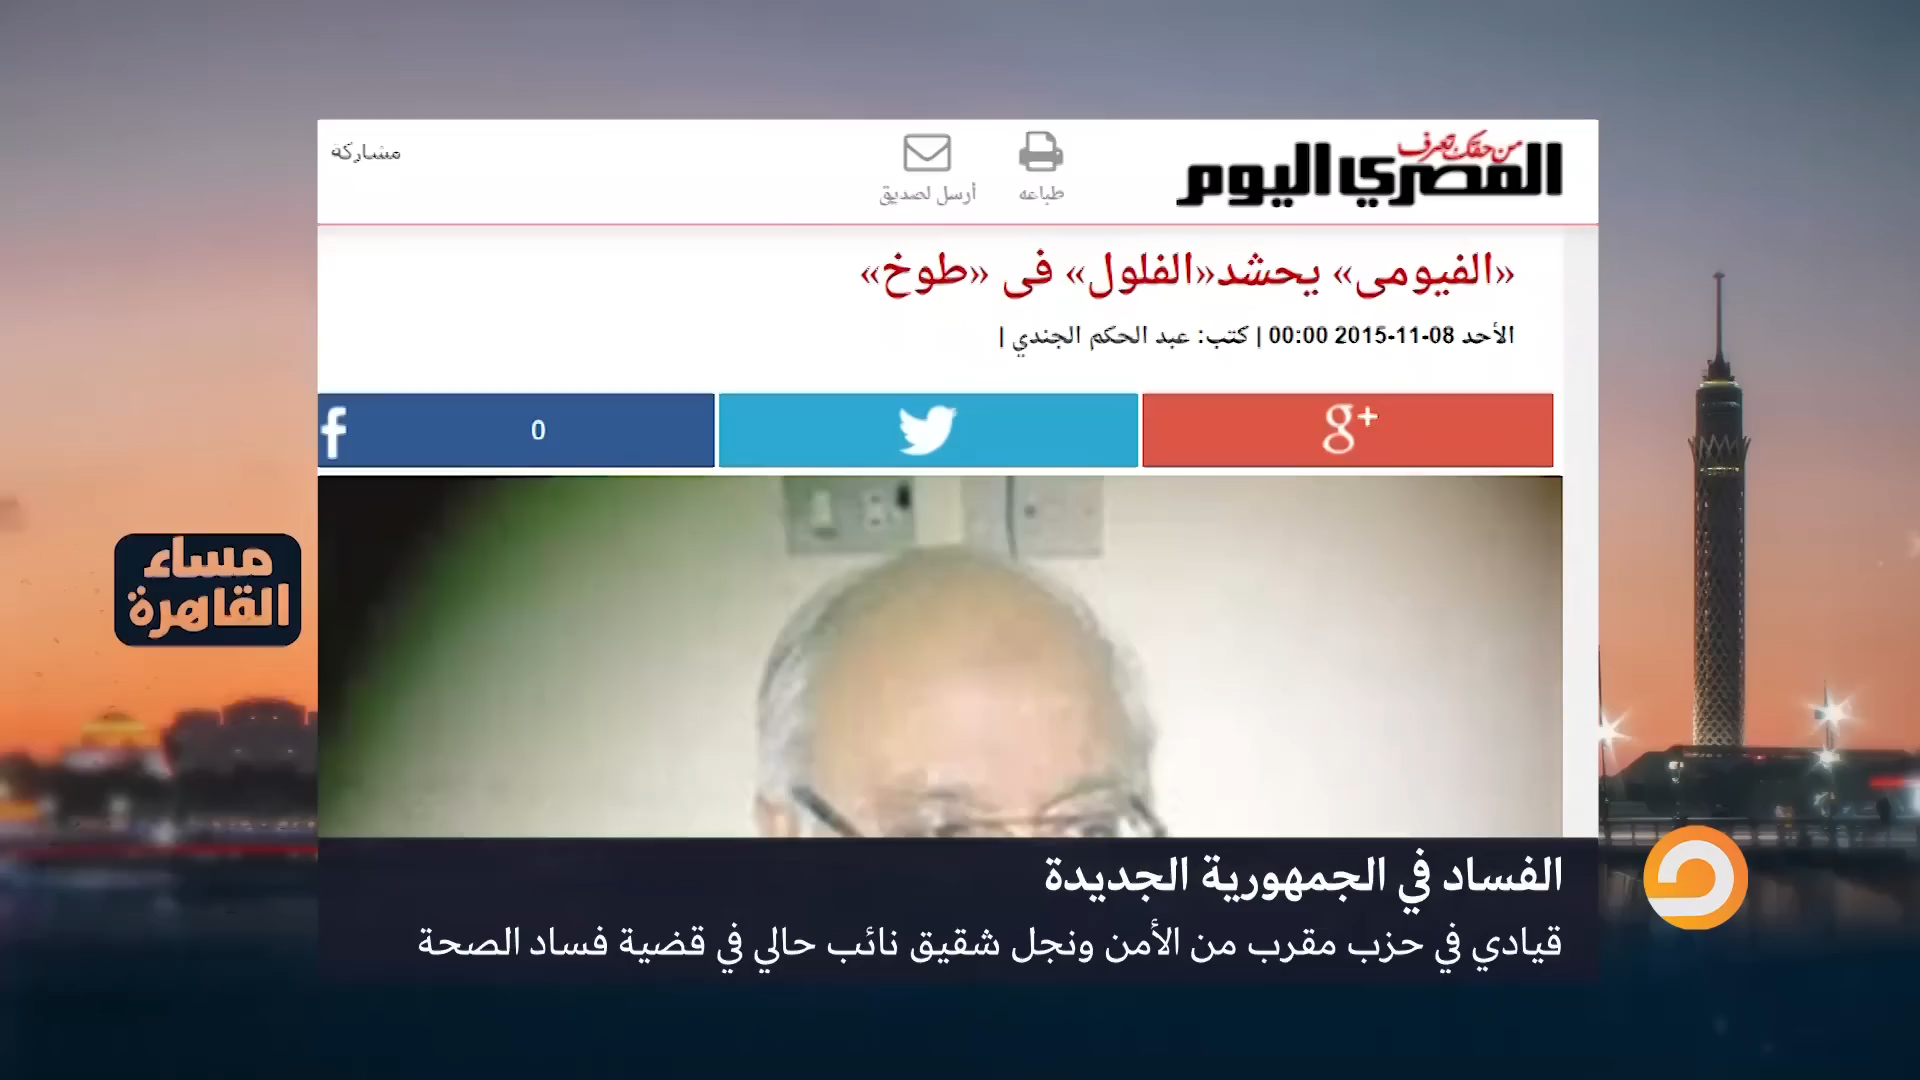 من حقك تعرف
المصري اليوم
طباعه
أرسل لصديق
مشاركة
«الفيومى» يحشد«الفلول» فى «طوخ»
الأحد 08-11-2015 00:00 | كتب: عبد الحكم الجندي |
f 0
g+
مساء
القاهرة
الفساد في الجمهورية الجديدة
قيادي في حزب مقرب من الأمن ونجل شقيق نائب حالي في قضية فساد الصحة